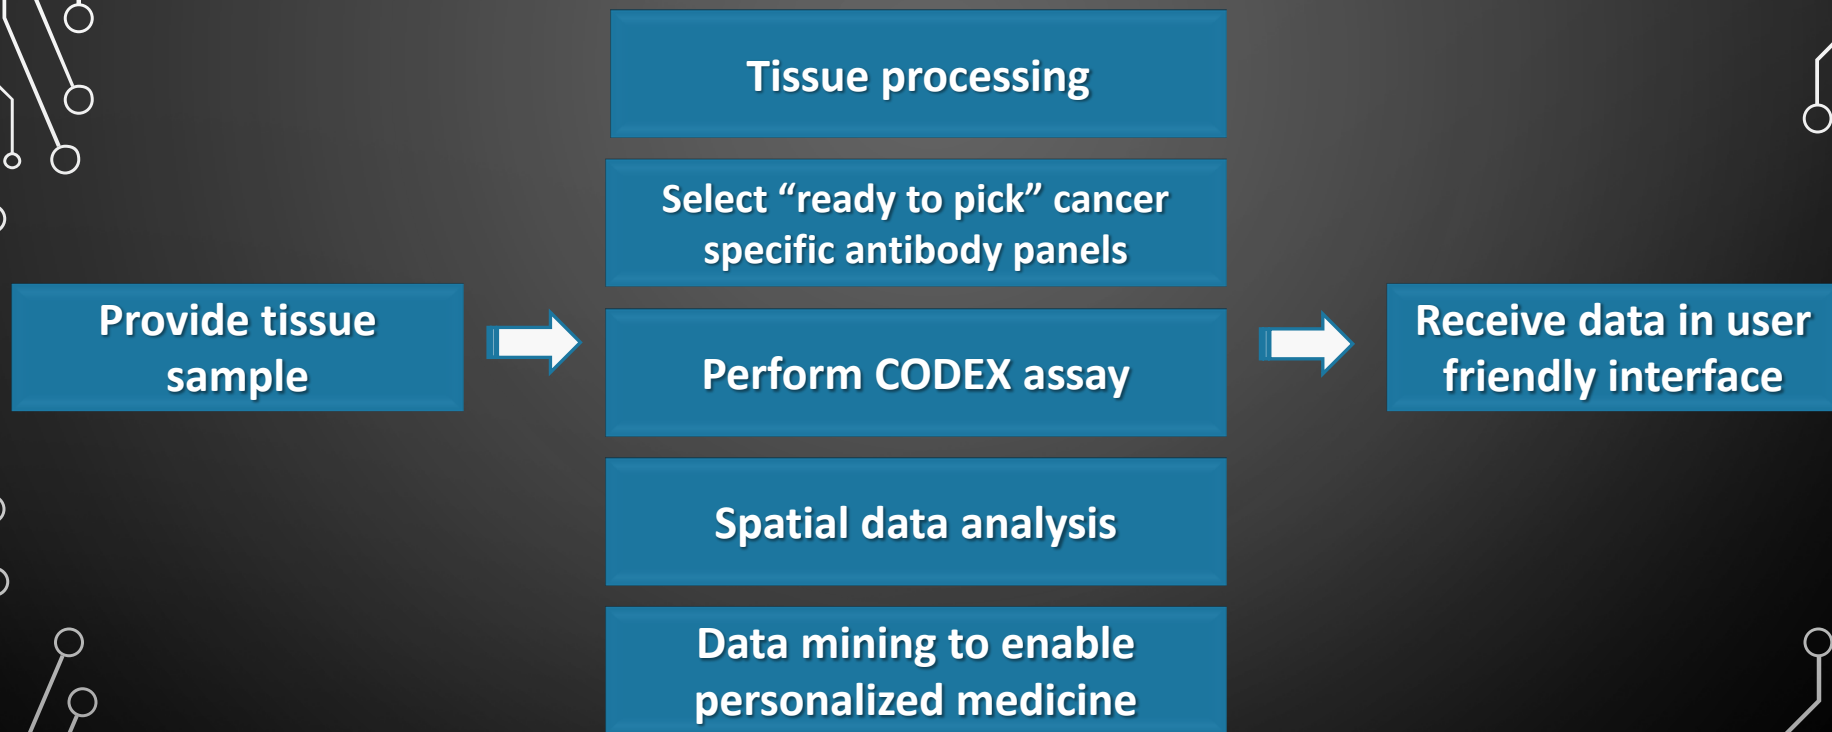 Tissue processing
Select “ready to pick” cancer
specific antibody panels
Provide tissue
sample
Perform CODEX assay
Receive data in user
friendly interface
Spatial data analysis
Data mining to enable
personalized medicine